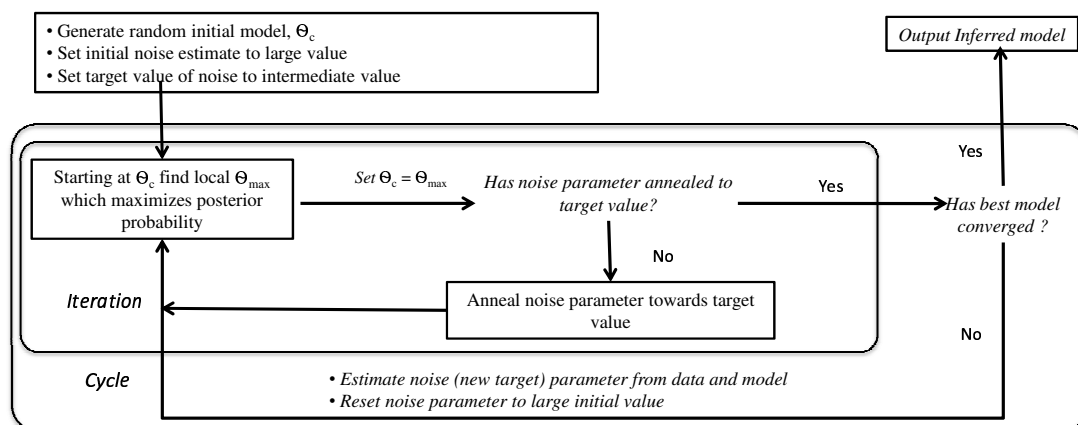 • Generate random initial model, Θc
• Set initial noise estimate to large value
• Set target value of noise to intermediate value
Output Inferred model
Starting at Θc find local Θmax
which maximizes posterior
probability
Set Θc = Θmax
Has noise parameter annealed to
target value?
Yes
Yes
Has best model
converged ?
No
Anneal noise parameter towards target
value
Iteration
No
Cycle
• Estimate noise (new target) parameter from data and model
• Reset noise parameter to large initial value